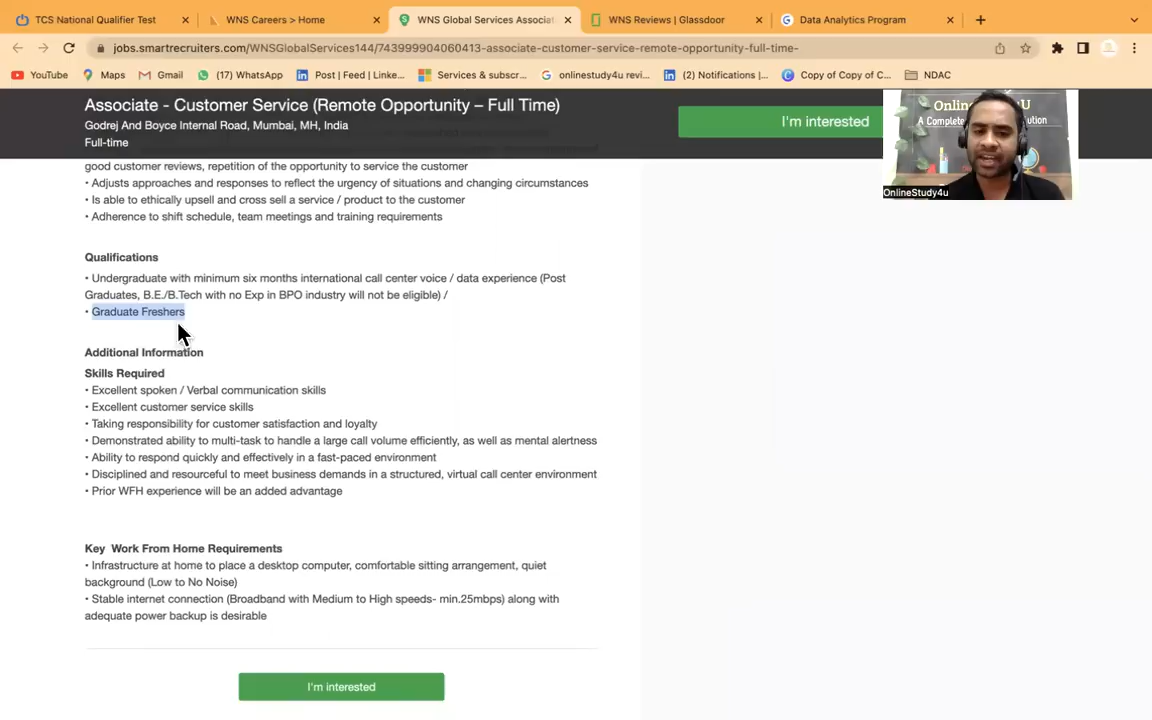 TCS National Qualifier Test
WNS Careers > Home
WNS Global Services Associat
WNS Reviews | Glassdoor
Data Analytics Program
jobs.smartrecruiters.com/WNSGlobalServices144/743999904060413-associate-customer-service-remote-opportunity-full-time-
YouTube
Maps
Gmail
(17) WhatsApp
Post | Feed | Linke...
Services & subscr...
onlinestudy4u revi...
(2) Notifications |...
Copy of Copy of C...
NDAC
Associate - Customer Service (Remote Opportunity – Full Time)
Godrej And Boyce Internal Road, Mumbai, MH, India
Full-time
I'm interested
A Complete
OnlineStudy4u
good customer reviews, repetition of the opportunity to service the customer
• Adjusts approaches and responses to reflect the urgency of situations and changing circumstances
• Is able to ethically upsell and cross sell a service / product to the customer
• Adherence to shift schedule, team meetings and training requirements
Qualifications
• Undergraduate with minimum six months international call center voice / data experience (Post
Graduates, B.E./B.Tech with no Exp in BPO industry will not be eligible) /
• Graduate Freshers
Additional Information
Skills Required
• Excellent spoken / Verbal communication skills
• Excellent customer service skills
• Taking responsibility for customer satisfaction and loyalty
• Demonstrated ability to multi-task to handle a large call volume efficiently, as well as mental alertness
• Ability to respond quickly and effectively in a fast-paced environment
• Disciplined and resourceful to meet business demands in a structured, virtual call center environment
• Prior WFH experience will be an added advantage
Key  Work From Home Requirements
• Infrastructure at home to place a desktop computer, comfortable sitting arrangement, quiet
background (Low to No Noise)
• Stable internet connection (Broadband with Medium to High speeds- min.25mbps) along with
adequate power backup is desirable
I'm interested